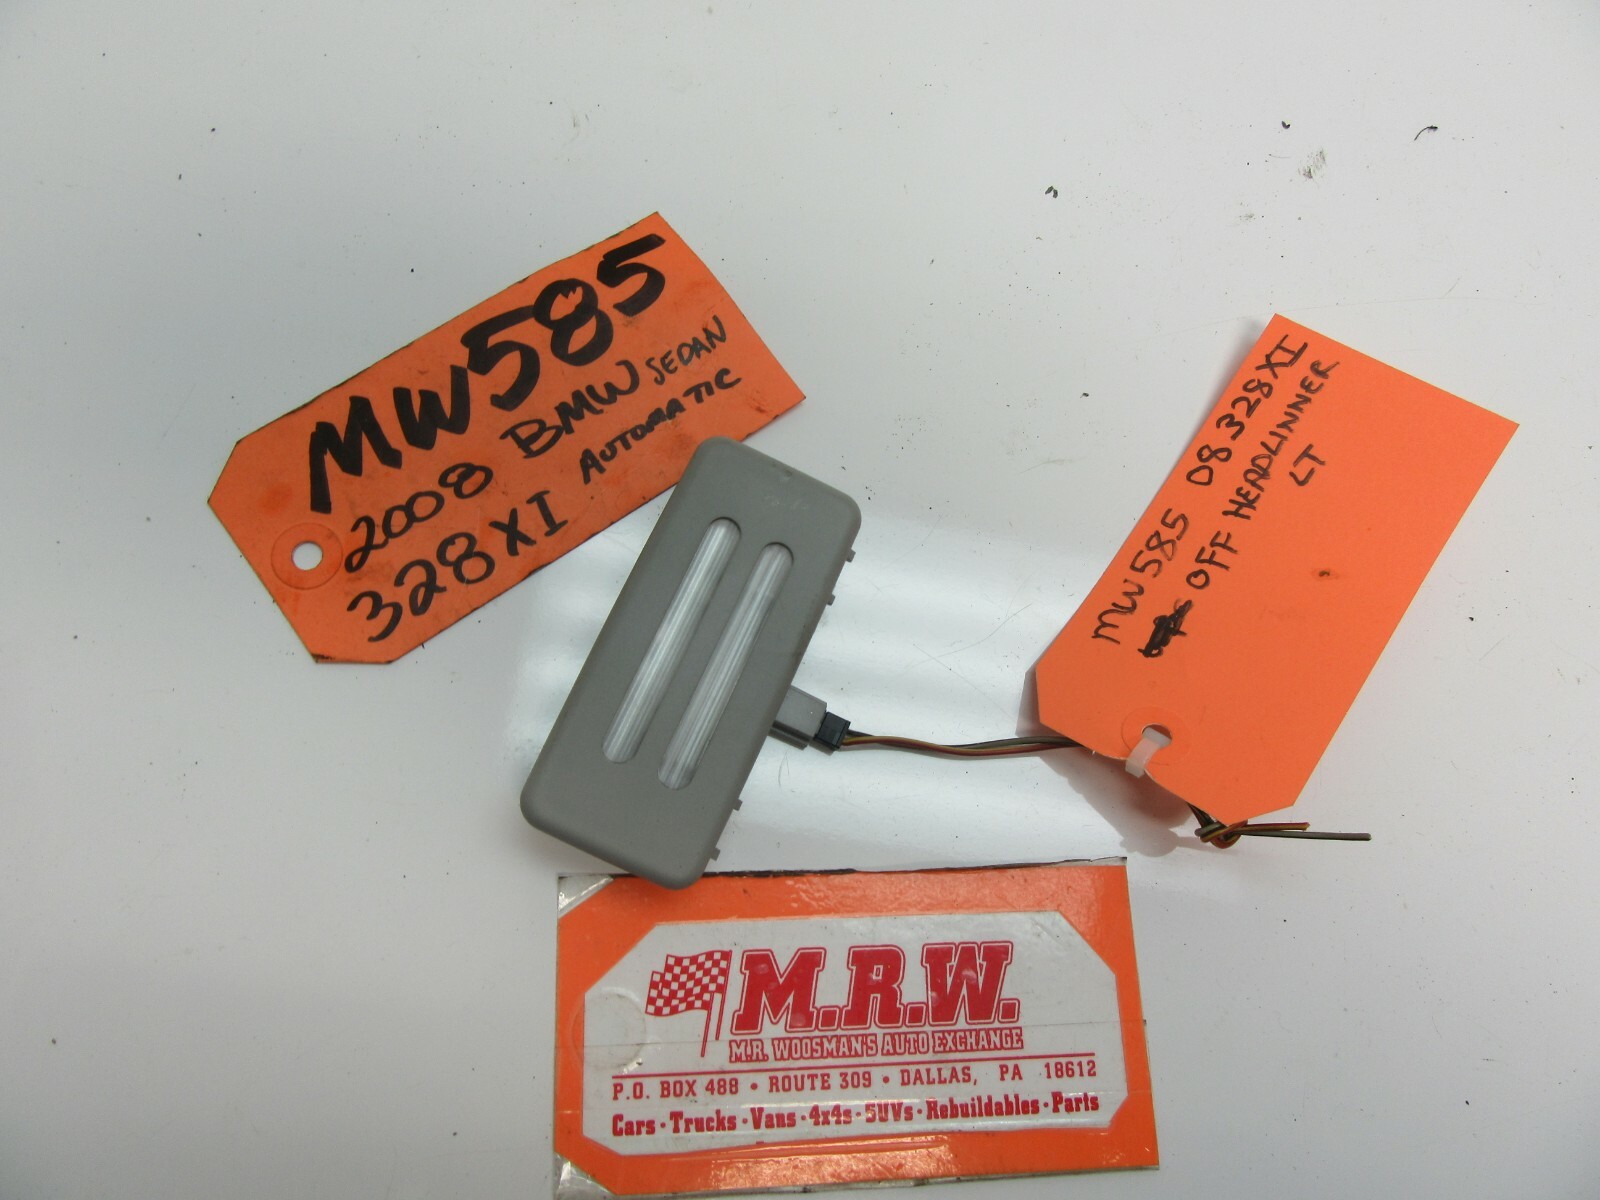 MW585
2008 BMW SEDAN
328XI AUTOMATIC
MW585 08 328XI
OFF HEADLINNER
LT
M.R.W.
M.R. WOOSMAN'S AUTO EXCHANGE
P.O. BOX 488 • ROUTE 309 • DALLAS, PA 18612
Cars • Trucks • Vans • 4x4s • SUVs • Rebuildables • Parts